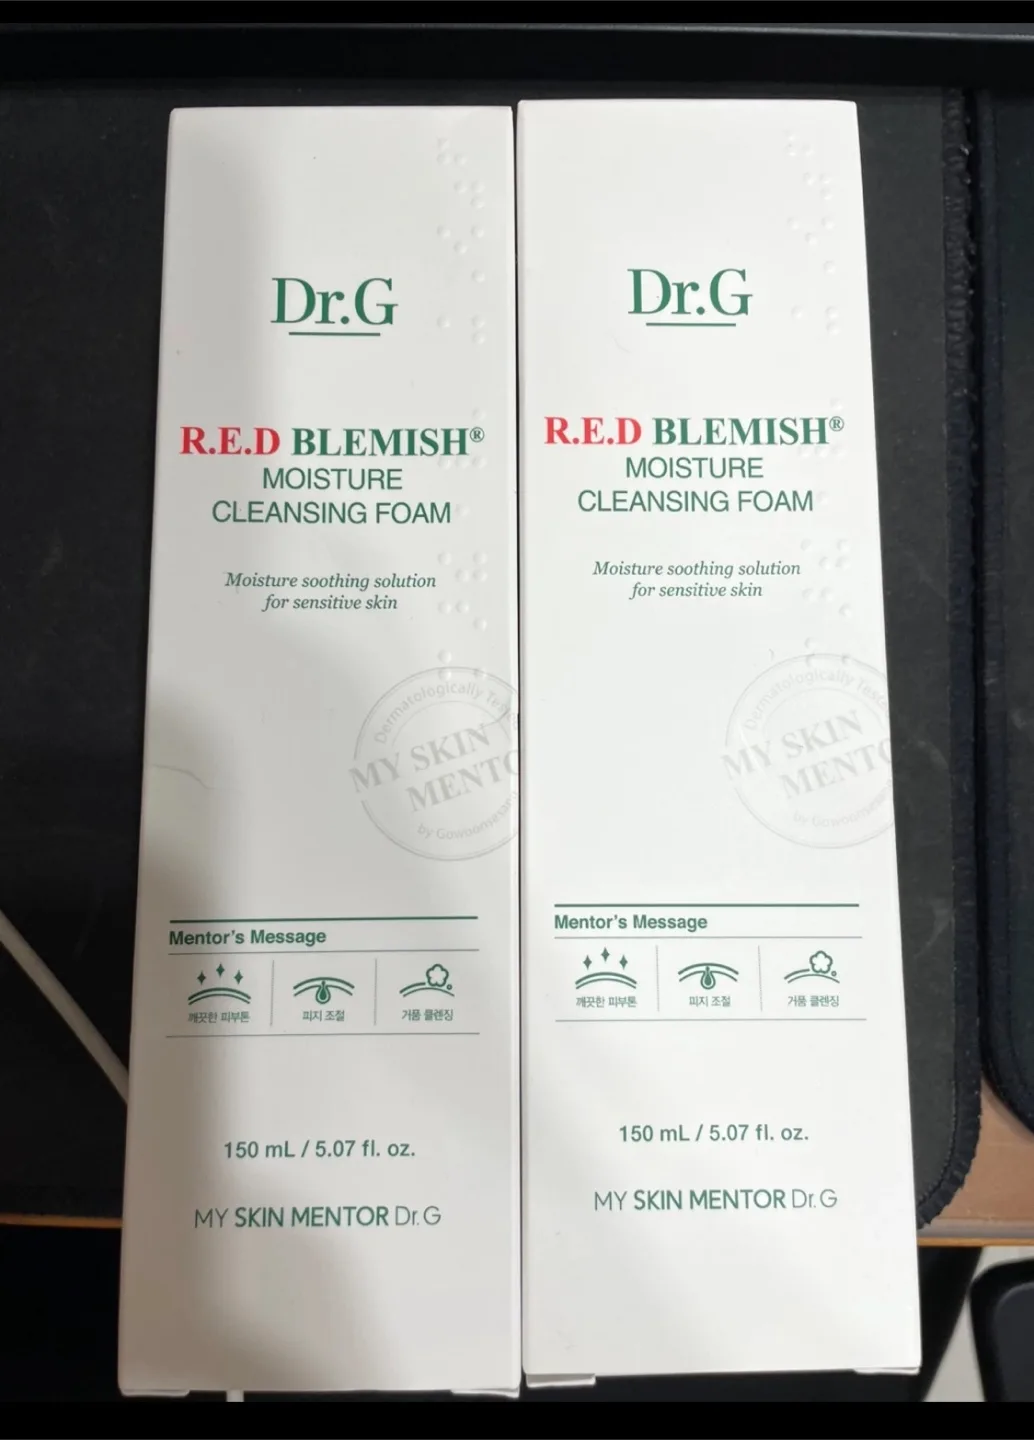 Dr.G
R.E.D BLEMISH®
MOISTURE
CLEANSING FOAM
Moisture soothing solution
for sensitive skin
Dermatologically
MY SKIN
by
Mentor's Message
깨끗한 피부톤
피지 조절
거품 클렌징
150 mL / 5.07 fl. oz.
MY SKIN MENTOR Dr.G
Dr.G
R.E.D BLEMISH®
MOISTURE
CLEANSING FOAM
Moisture soothing solution
for sensitive skin
Dermatologically
MY SKIN
by
Mentor's Message
깨끗한 피부톤
피지 조절
거품 클렌징
150 mL / 5.07 fl. oz.
MY SKIN MENTOR Dr.G